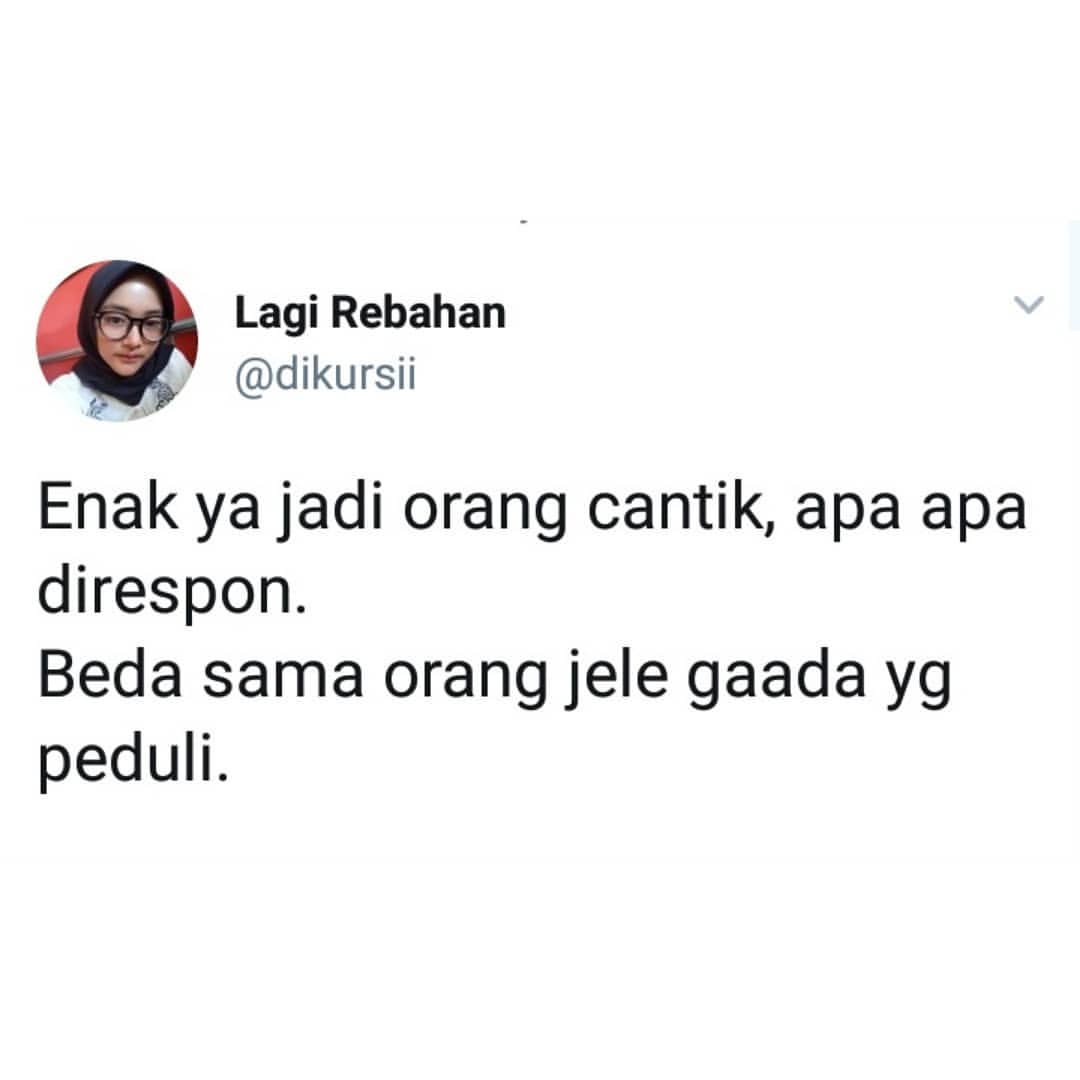 Lagi Rebahan
@dikursii
Enak ya jadi orang cantik, apa apa
direspon.
Beda sama orang jele gaada yg
peduli.